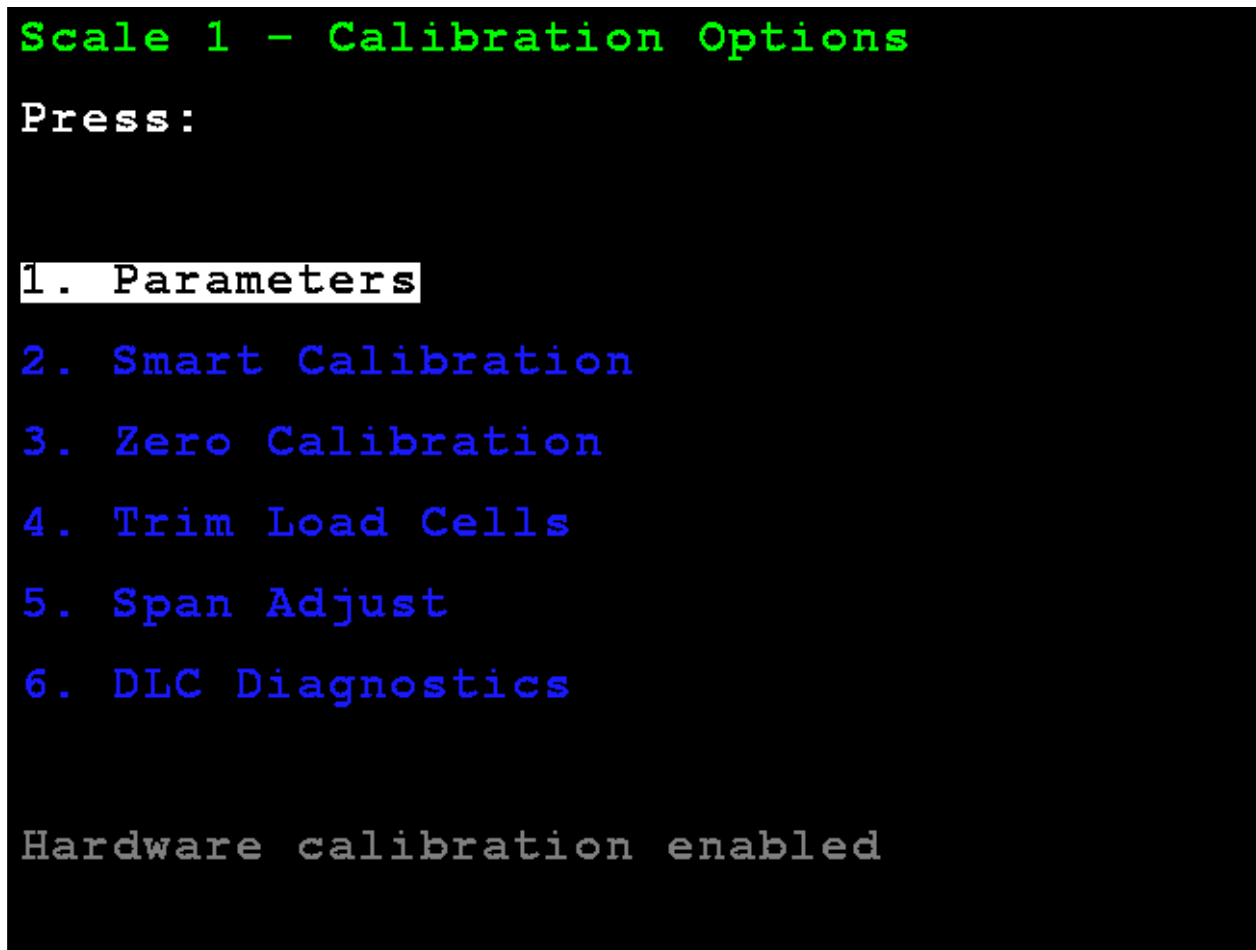 Scale 1 - Calibration Options
Press:
1. Parameters
2. Smart Calibration
3. Zero Calibration
4. Trim Load Cells
5. Span Adjust
6. DLC Diagnostics
Hardware calibration enabled